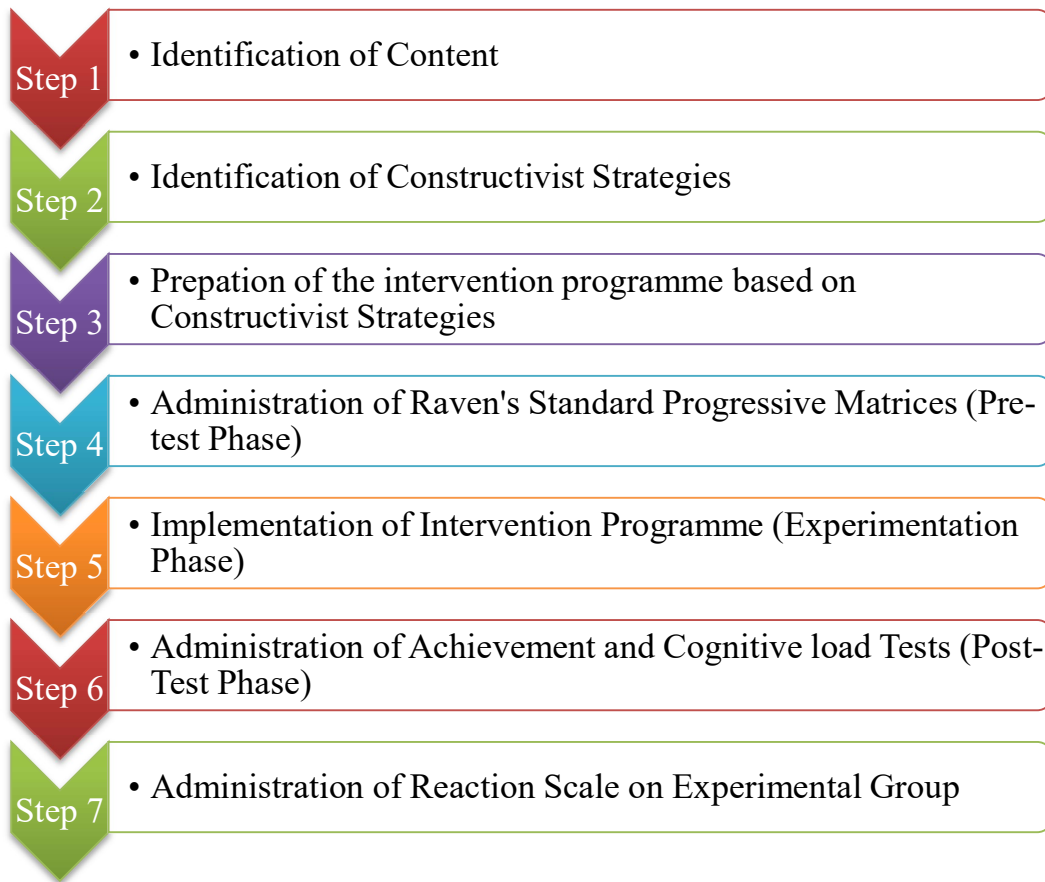 Step 1
• Identification of Content
Step 2
• Identification of Constructivist Strategies
Step 3
• Prepation of the intervention programme based on
Constructivist Strategies
Step 4
• Administration of Raven's Standard Progressive Matrices (Pre-
test Phase)
Step 5
• Implementation of Intervention Programme (Experimentation
Phase)
Step 6
• Administration of Achievement and Cognitive load Tests (Post-
Test Phase)
Step 7
• Administration of Reaction Scale on Experimental Group